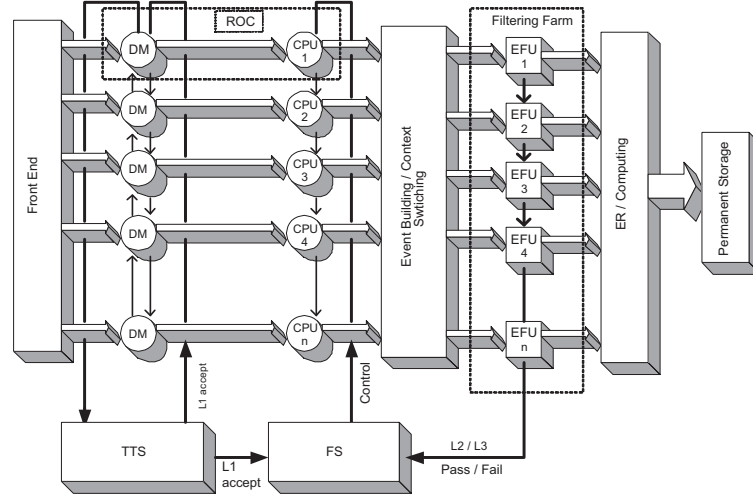 ROC
Filtering Farm
Front End
DM
CPU
1
EFU
1
DM
CPU
2
EFU
2
DM
CPU
3
EFU
3
DM
CPU
4
EFU
4
DM
CPU
n
EFU
n
Event Building / Context
Switching
ER / Computing
Permanent Storage
L1 accept
Control
TTS
L1
accept
FS
L2 / L3
Pass / Fail